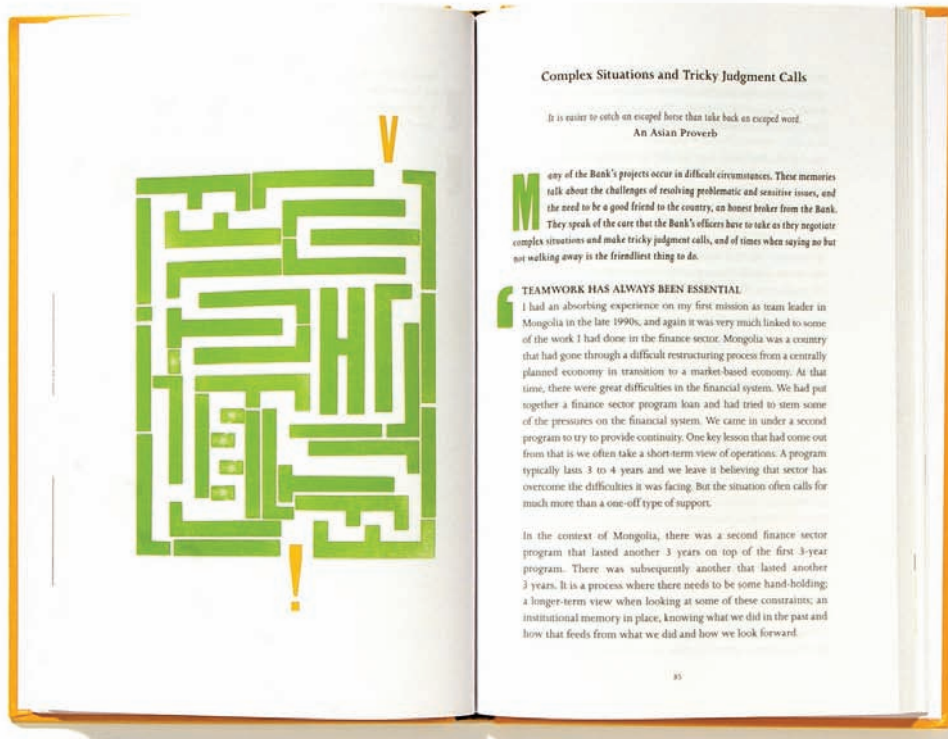 V
!
Complex Situations and Tricky Judgment Calls
It is easier to catch an escaped horse than take back an escaped word.
An Asian Proverb
Many of the Bank's projects occur in difficult circumstances. These memories
talk about the challenges of resolving problematic and sensitive issues, and
the need to be a good friend to the country, an honest broker from the Bank.
They speak of the care that the Bank's officers have to take as they negotiate
complex situations and make tricky judgment calls, and of times when saying no but
not walking away is the friendliest thing to do.
‘ TEAMWORK HAS ALWAYS BEEN ESSENTIAL
I had an absorbing experience on my first mission as team leader in
Mongolia in the late 1990s, and again it was very much linked to some
of the work I had done in the finance sector. Mongolia was a country
that had gone through a difficult restructuring process from a centrally
planned economy in transition to a market-based economy. At that
time, there were great difficulties in the financial system. We had put
together a finance sector program loan and had tried to stem some
of the pressures on the financial system. We came in under a second
program to try to provide continuity. One key lesson that had come out
from that is we often take a short-term view of operations. A program
typically lasts 3 to 4 years and we leave it believing that sector has
overcome the difficulties it was facing. But the situation often calls for
much more than a one-off type of support.
In the context of Mongolia, there was a second finance sector
program that lasted another 3 years on top of the first 3-year
program. There was subsequently another that lasted another
3 years. It is a process where there needs to be some hand-holding;
a longer-term view when looking at some of these constraints; an
institutional memory in place, knowing what we did in the past and
how that feeds from what we did and how we look forward.